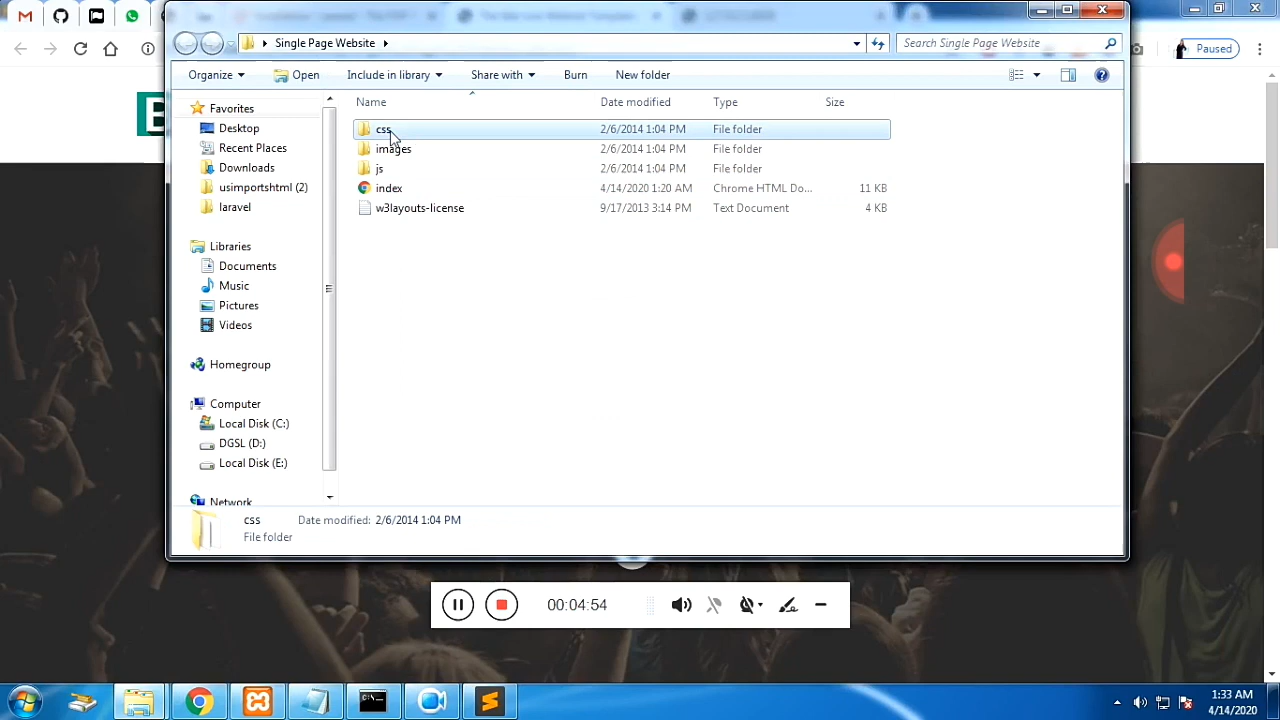 Paused
B
Single Page Website
Search Single Page Website
Organize
Open
Include in library
Share with
Burn
New folder
Name
Date modified
Type
Size
css
2/6/2014 1:04 PM
File folder
images
2/6/2014 1:04 PM
File folder
js
2/6/2014 1:04 PM
File folder
index
4/14/2020 1:20 AM
Chrome HTML Do...
11 KB
w3layouts-license
9/17/2013 3:14 PM
Text Document
4 KB
Favorites
Desktop
Recent Places
Downloads
usimportshtml (2)
laravel
Libraries
Documents
Music
Pictures
Videos
Homegroup
Computer
Local Disk (C:)
DGSL (D:)
Local Disk (E:)
Network
css
Date modified: 2/6/2014 1:04 PM
File folder
00:04:54
1:33 AM
4/14/2020